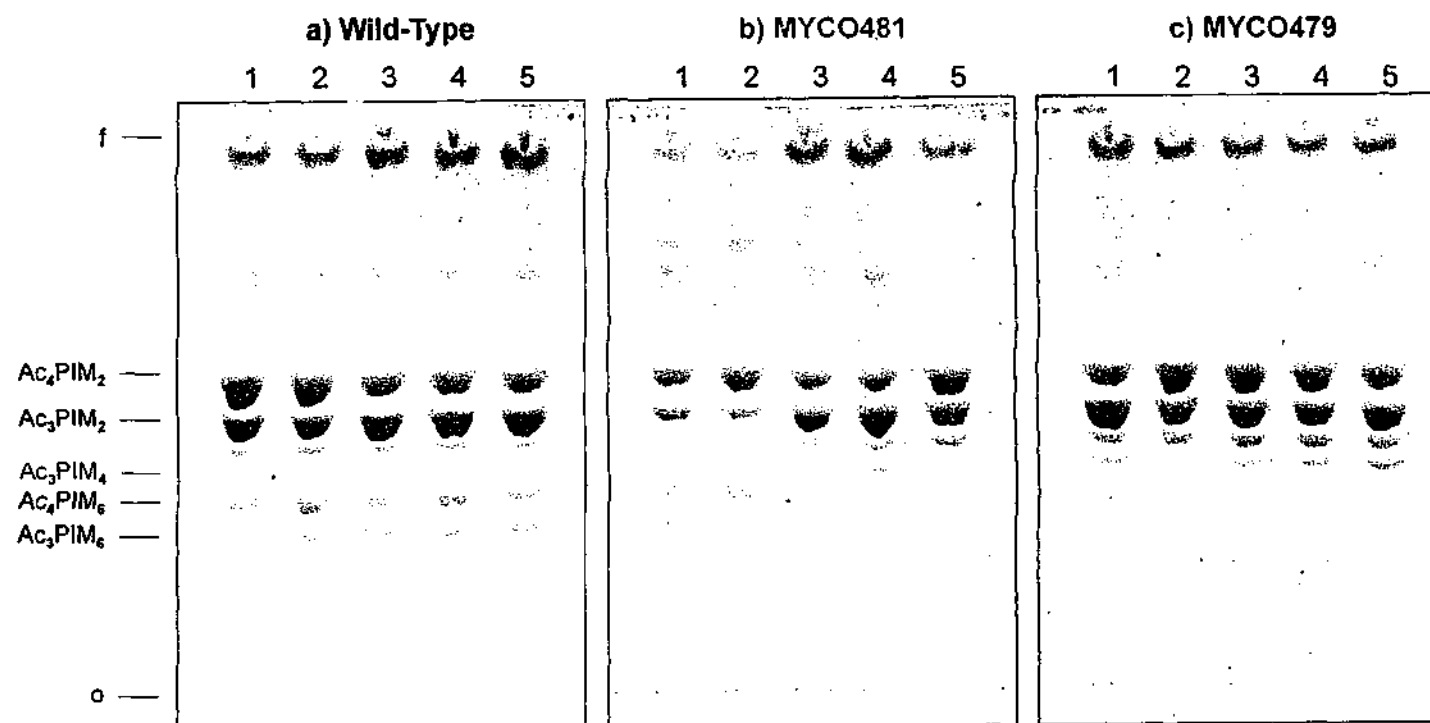 a) Wild-Type
b) MYCO481
c) MYCO479
1 2 3 4 5
1 2 3 4 5
1 2 3 4 5
f
Ac₄PIM₂
Ac₃PIM₂
Ac₃PIM₄
Ac₄PIM₆
Ac₃PIM₆
o